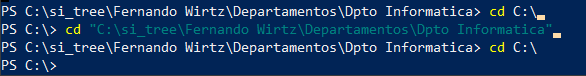 PS C:\si_tree\Fernando Wirtz\Departamentos\Dpto Informatica> cd C:\
PS C:\> cd "C:\si_tree\Fernando Wirtz\Departamentos\Dpto Informatica"
PS C:\si_tree\Fernando Wirtz\Departamentos\Dpto Informatica> cd C:\
PS C:\>